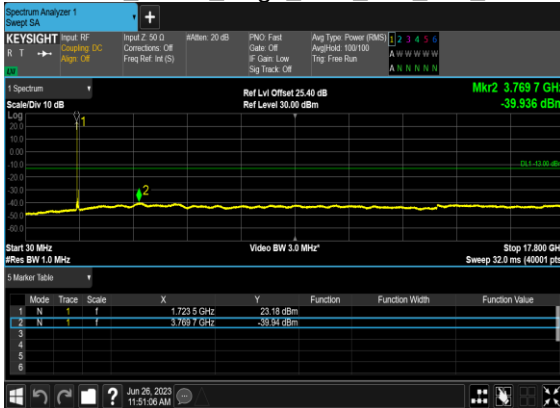 Spectrum Analyzer 1
Swept SA
+
KEYSIGHT
R T
LXI
Input: RF
Coupling: DC
Align: Off
Input Z: 50 Ω
Corrections: Off
Freq Ref: Int (S)
#Atten: 20 dB
PNO: Fast
Gate: Off
IF Gain: Low
Sig Track: Off
Avg Type: Power (RMS)
Avg|Hold: 100/100
Trig: Free Run
1 2 3 4 5 6
A W W W W W
A N N N N N
1 Spectrum
Scale/Div 10 dB
Ref Lvl Offset 25.40 dB
Ref Level 30.00 dBm
Mkr2 3.769 7 GHz
-39.936 dBm
Log
20.0
10.0
0.00
-10.0
-20.0
-30.0
-40.0
-50.0
-60.0
1
2
DL1 -13.00 dBm
Start 30 MHz
#Res BW 1.0 MHz
Video BW 3.0 MHz*
Stop 17.800 GH
Sweep 32.0 ms (40001 pts
5 Marker Table
Mode Trace Scale X Y Function Function Width Function Value
1 N 1 f 1.723 5 GHz 23.18 dBm
2 N 1 f 3.769 7 GHz -39.94 dBm
3
4
5
6
?
Jun 26, 2023
11:51:06 AM